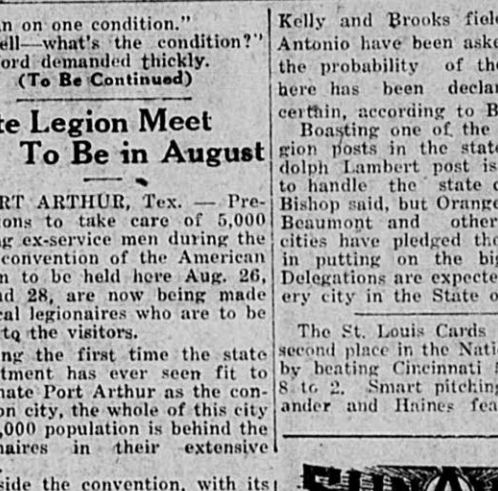 n on one condition."
ell—what's the condition?"
ord demanded thickly.
(To Be Continued)
te Legion Meet
To Be in August
RT ARTHUR, Tex. — Pre-
ons to take care of 5,000
g ex-service men during the
convention of the American
n to be held here Aug. 26,
nd 28, are now being made
cal legionaires who are to be
to the visitors.
ng the first time the state
tment has ever seen fit to
nate Port Arthur as the con-
on city, the whole of this city
,000 population is behind the
naires in their extensive
side the convention, with its
Kelly and Brooks fiel
Antonio have been aske
the probability of th
here has been declar
certain, according to B
Boasting one of the
gion posts in the state
dolph Lambert post is
to handle the state c
Bishop said, but Orange
Beaumont and other
cities have pledged the
in putting on the big
Delegations are expecte
ery city in the State o
The St. Louis Cards
second place in the Nati
by beating Cincinnati 5
8 to 2. Smart pitching
ander and Haines fea